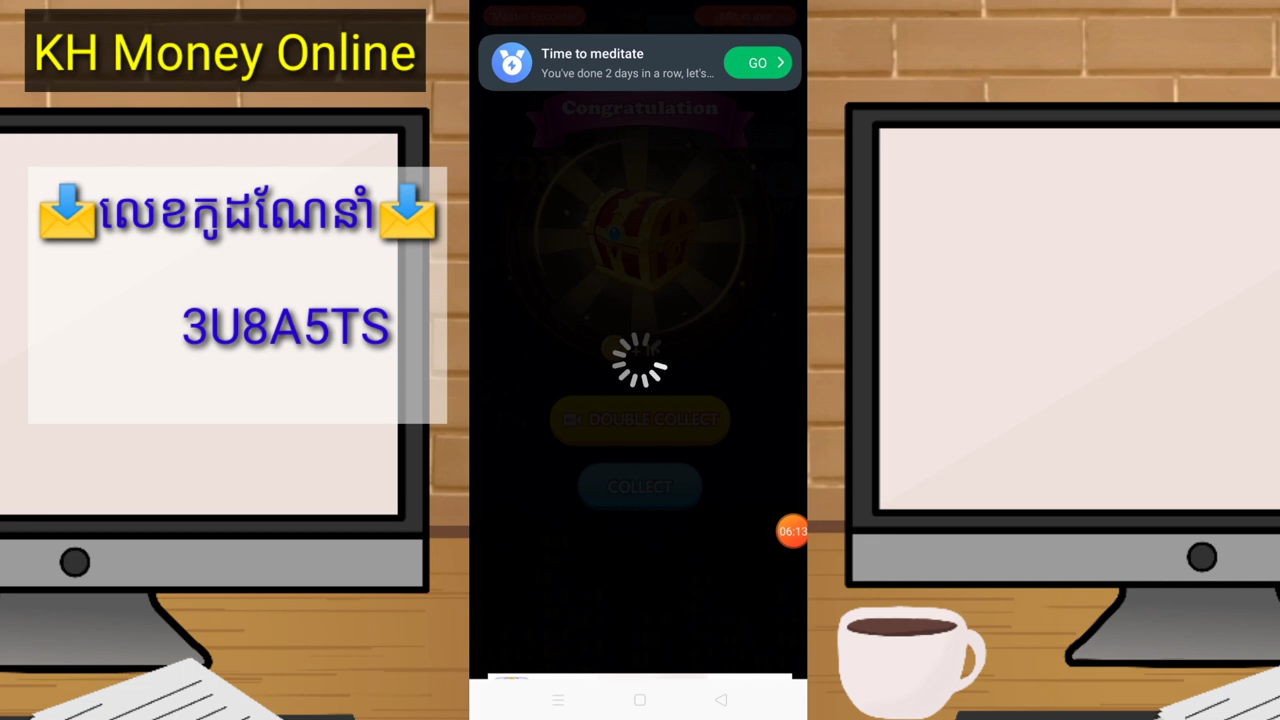 KH Money Online
លេខកូដណែនាំ
3U8A5TS
Time to meditate
You've done 2 days in a row, let's...
GO
Congratulation
DOUBLE COLLECT
COLLECT
06:13